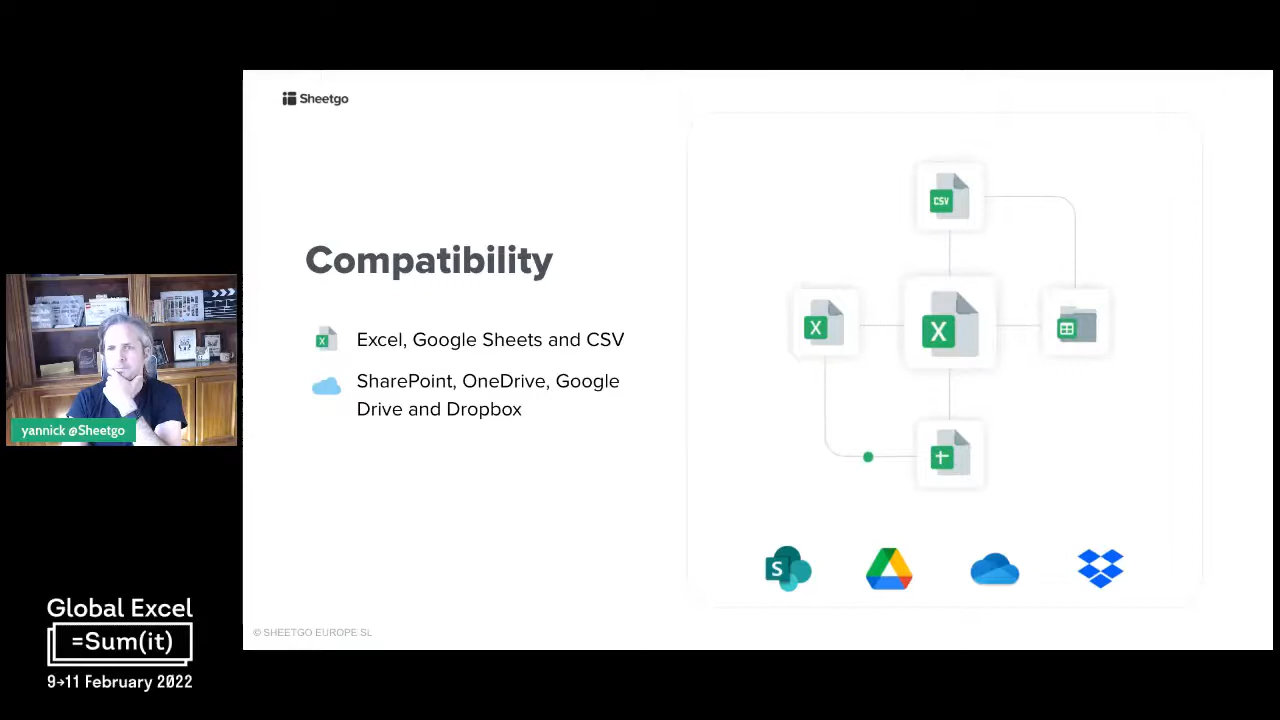 Sheetgo
CSV
Compatibility
X
X
X
Excel, Google Sheets and CSV
SharePoint, OneDrive, Google
Drive and Dropbox
yannick @Sheetgo
S
Global Excel
=Sum(it)
9→11 February 2022
© SHEETGO EUROPE SL